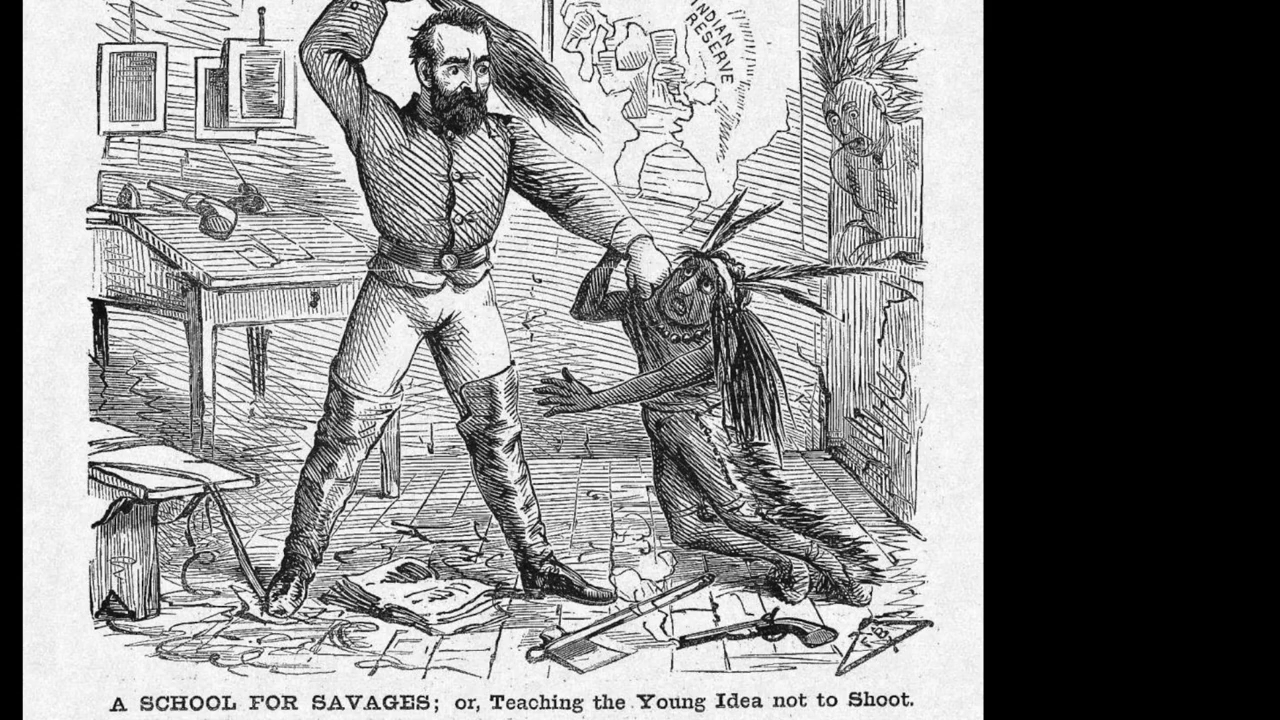 INDIAN
RESERVE
A SCHOOL FOR SAVAGES; or, Teaching the Young Idea not to Shoot.